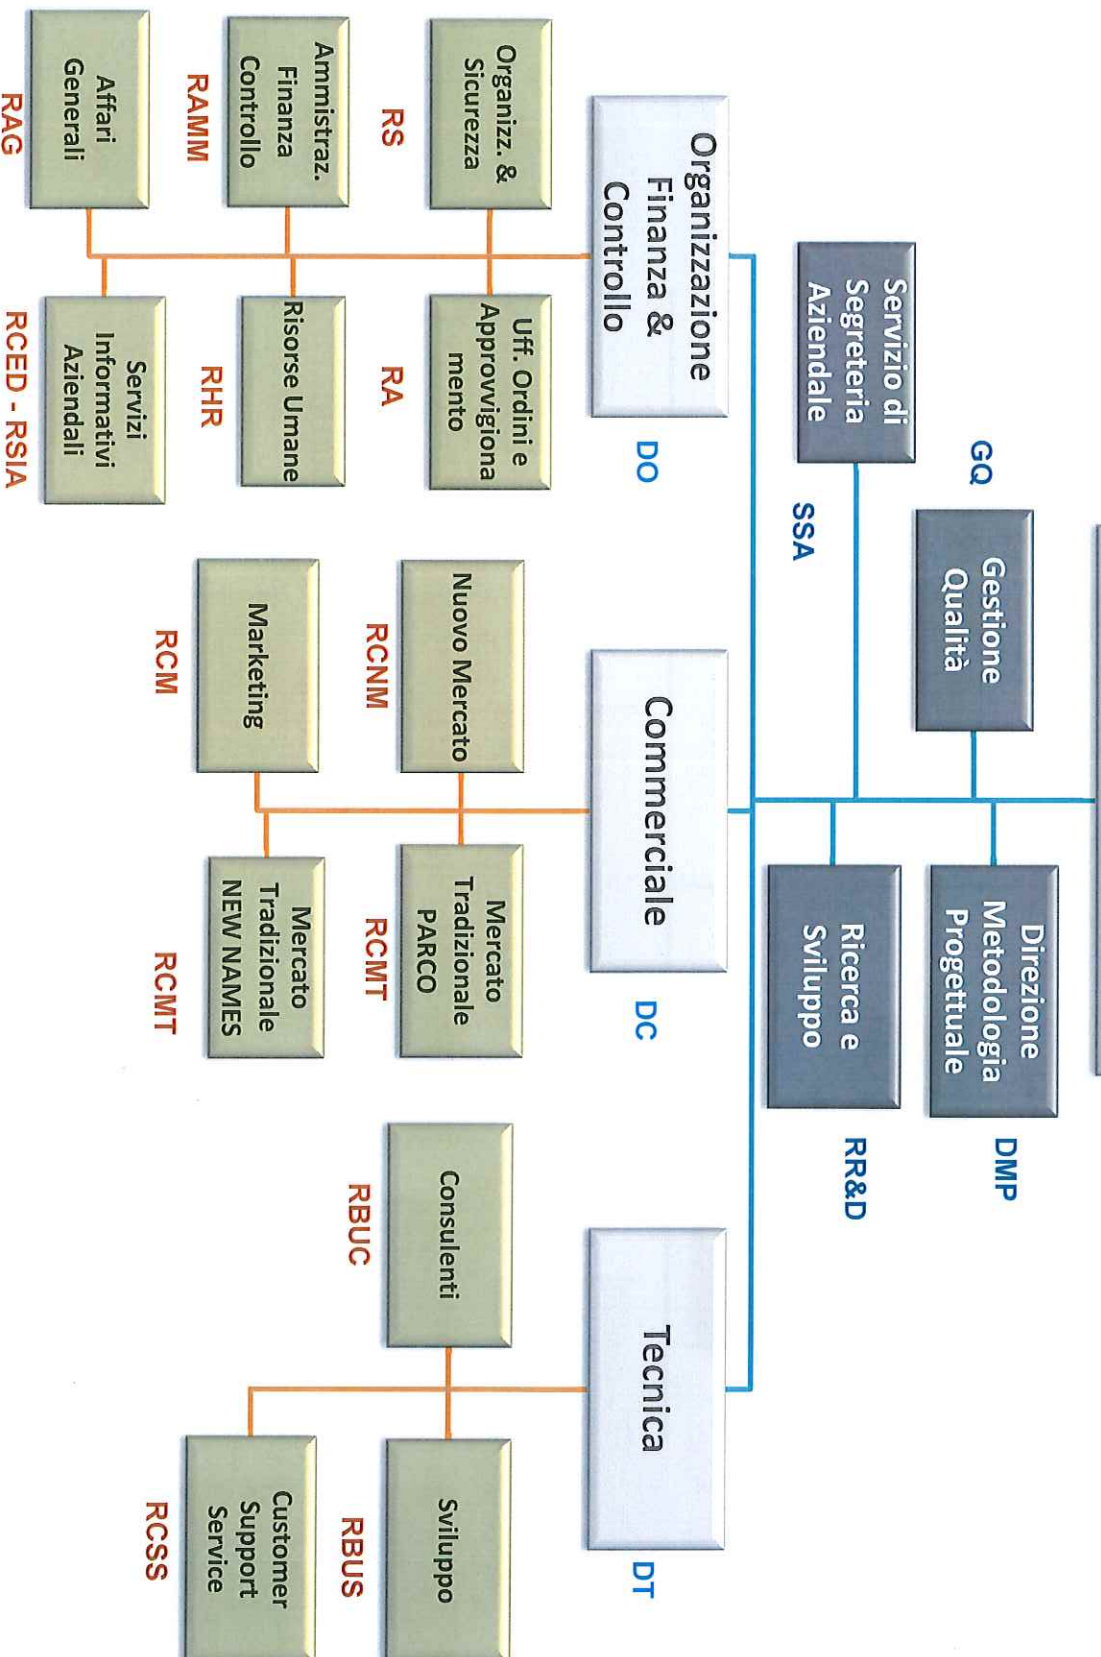 GQ
Gestione
Qualità
Direzione
Metodologia
Progettuale
DMP
Servizio di
Segreteria
Aziendale
SSA
Ricerca e
Sviluppo
RR&D
Organizzazione
Finanza &
Controllo
DO
Commerciale
DC
Tecnica
DT
Organizz. &
Sicurezza
RS
Uff. Ordini e
Approvvigiona
mento
RA
Ammistraz.
Finanza
Controllo
RAMM
Risorse Umane
RHR
Affari
Generali
RAG
Servizi
Informativi
Aziendali
RCED - RSIA
Nuovo Mercato
RCNM
Mercato
Tradizionale
PARCO
RCMT
Marketing
RCM
Mercato
Tradizionale
NEW NAMES
RCMT
Consulenti
RBUC
Sviluppo
RBUS
Customer
Support
Service
RCSS